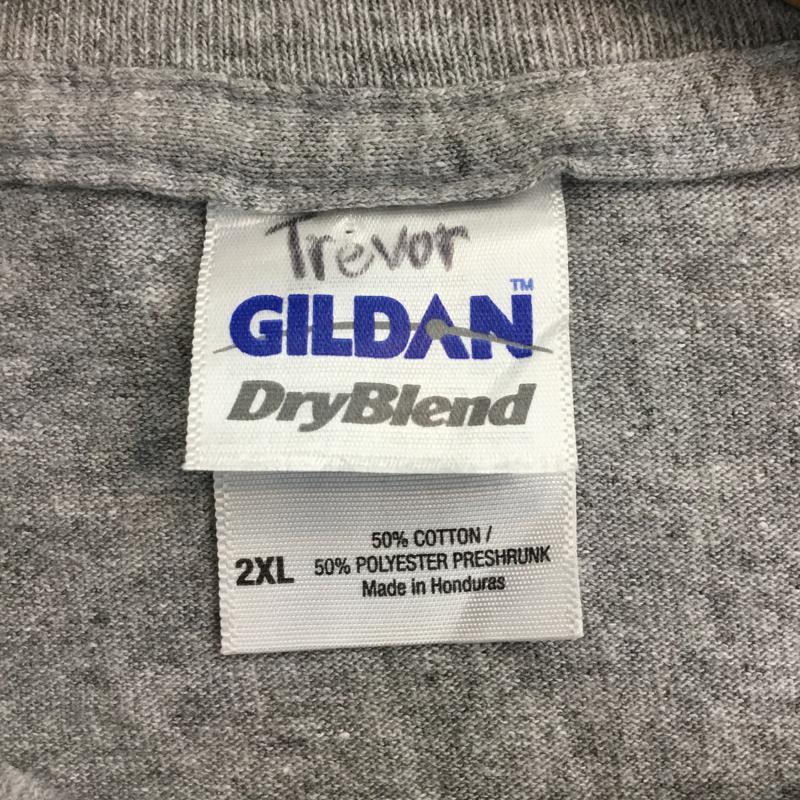 Trevor
GILDAN™
DryBlend
50% COTTON /
2XL 50% POLYESTER PRESHRUNK
Made in Honduras